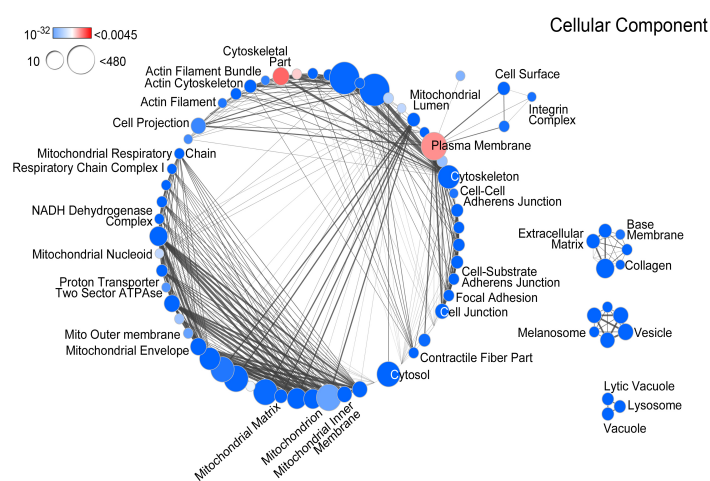 Cellular Component
10-32
<0.0045
10
<480
Cytoskeletal
Part
Actin Filament Bundle
Actin Cytoskeleton
Actin Filament
Cell Projection
Mitochondrial Respiratory Chain
Respiratory Chain Complex I
NADH Dehydrogenase
Complex
Mitochondrial Nucleoid
Proton Transporter
Two Sector ATPAse
Mito Outer membrane
Mitochondrial Envelope
Mitochondrial Matrix
Mitochondrion
Mitochondrial Inner
Membrane
Cytosol
Contractile Fiber Part
Cell Junction
Focal Adhesion
Cell-Substrate
Adherens Junction
Cell-Cell
Adherens Junction
Cytoskeleton
Plasma Membrane
Mitochondrial
Lumen
Cell Surface
Integrin
Complex
Extracellular
Matrix
Base
Membrane
Collagen
Melanosome
Vesicle
Lytic Vacuole
Lysosome
Vacuole